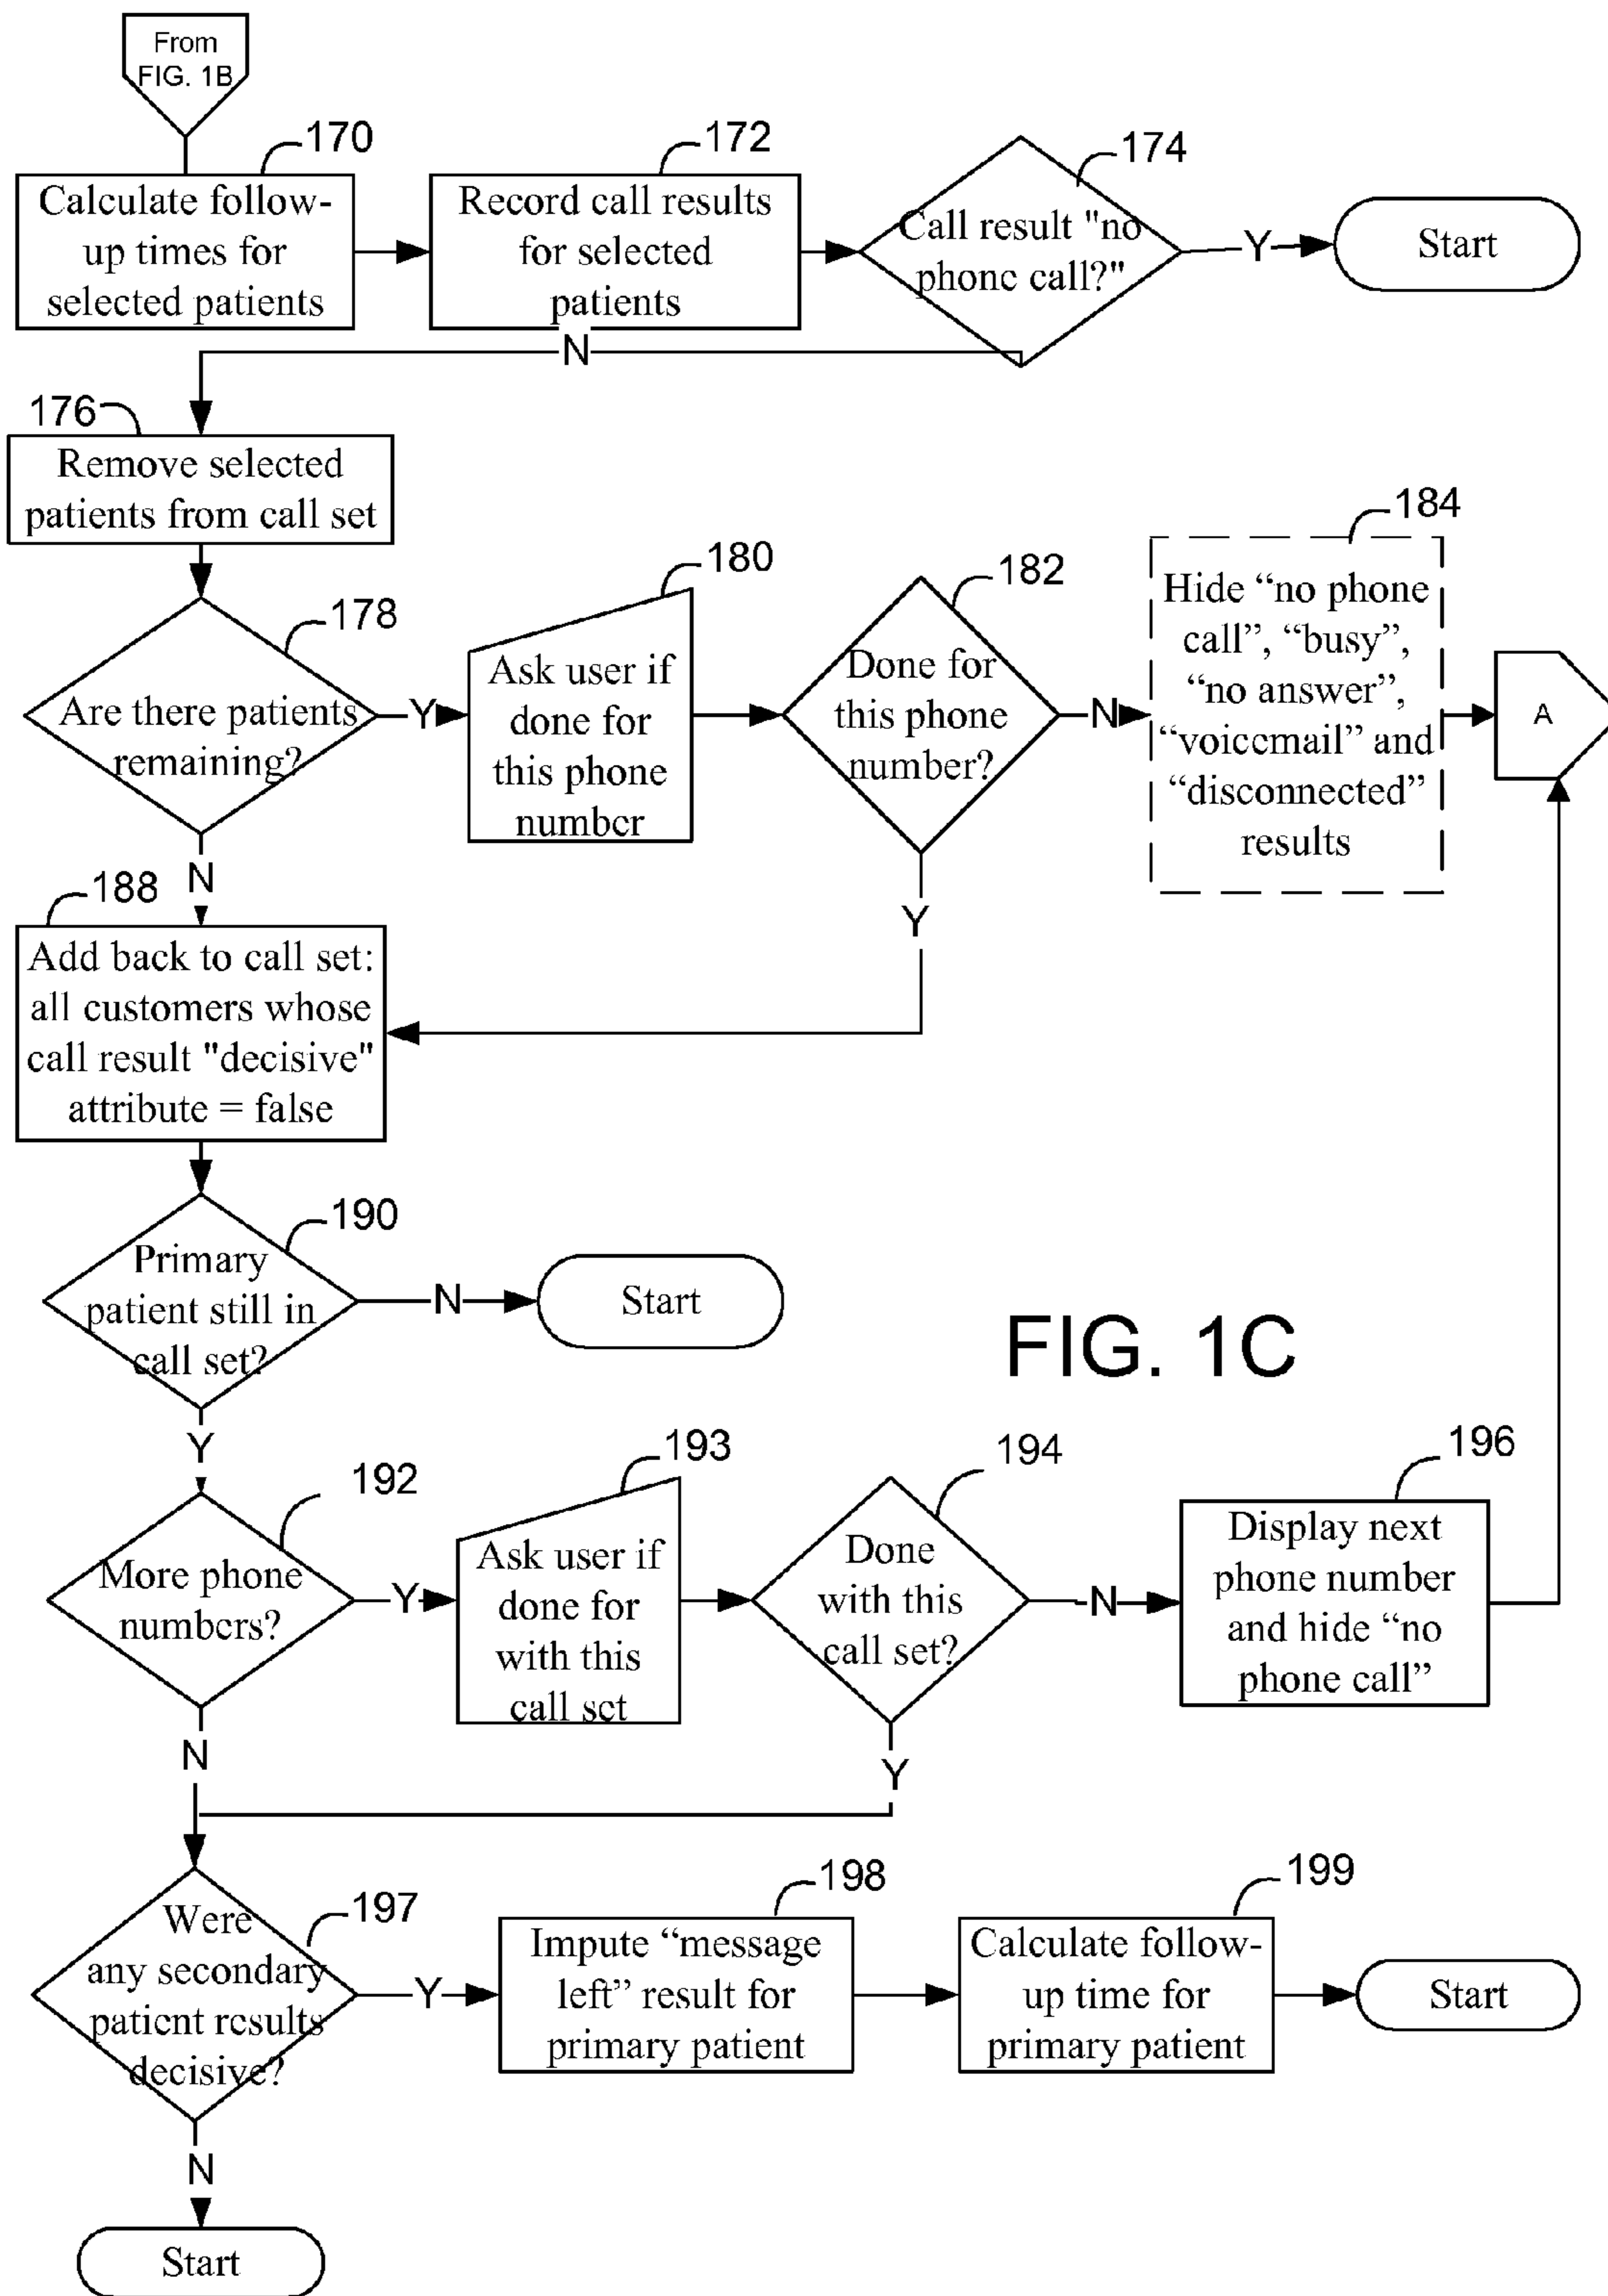 From
FIG. 1B
170
172
174
Calculate follow-
up times for
selected patients
Record call results
for selected
patients
Call result "no
phone call?"
Y
Start
N
176
Remove selected
patients from call set
178
180
182
184
Are there patients
remaining?
Y
Ask user if
done for
this phone
number
Done for
this phone
number?
N
Hide “no phone
call”, “busy”,
“no answer”,
“voicemail” and
“disconnected”
results
A
N
Y
188
Add back to call set:
all customers whose
call result "decisive"
attribute = false
190
Primary
patient still in
call set?
N
Start
FIG. 1C
Y
192
193
194
196
More phone
numbers?
Y
Ask user if
done for
with this
call set
Done
with this
call set?
N
Display next
phone number
and hide “no
phone call”
N
Y
197
198
199
Were
any secondary
patient results
decisive?
Y
Impute “message
left” result for
primary patient
Calculate follow-
up time for
primary patient
Start
N
Start